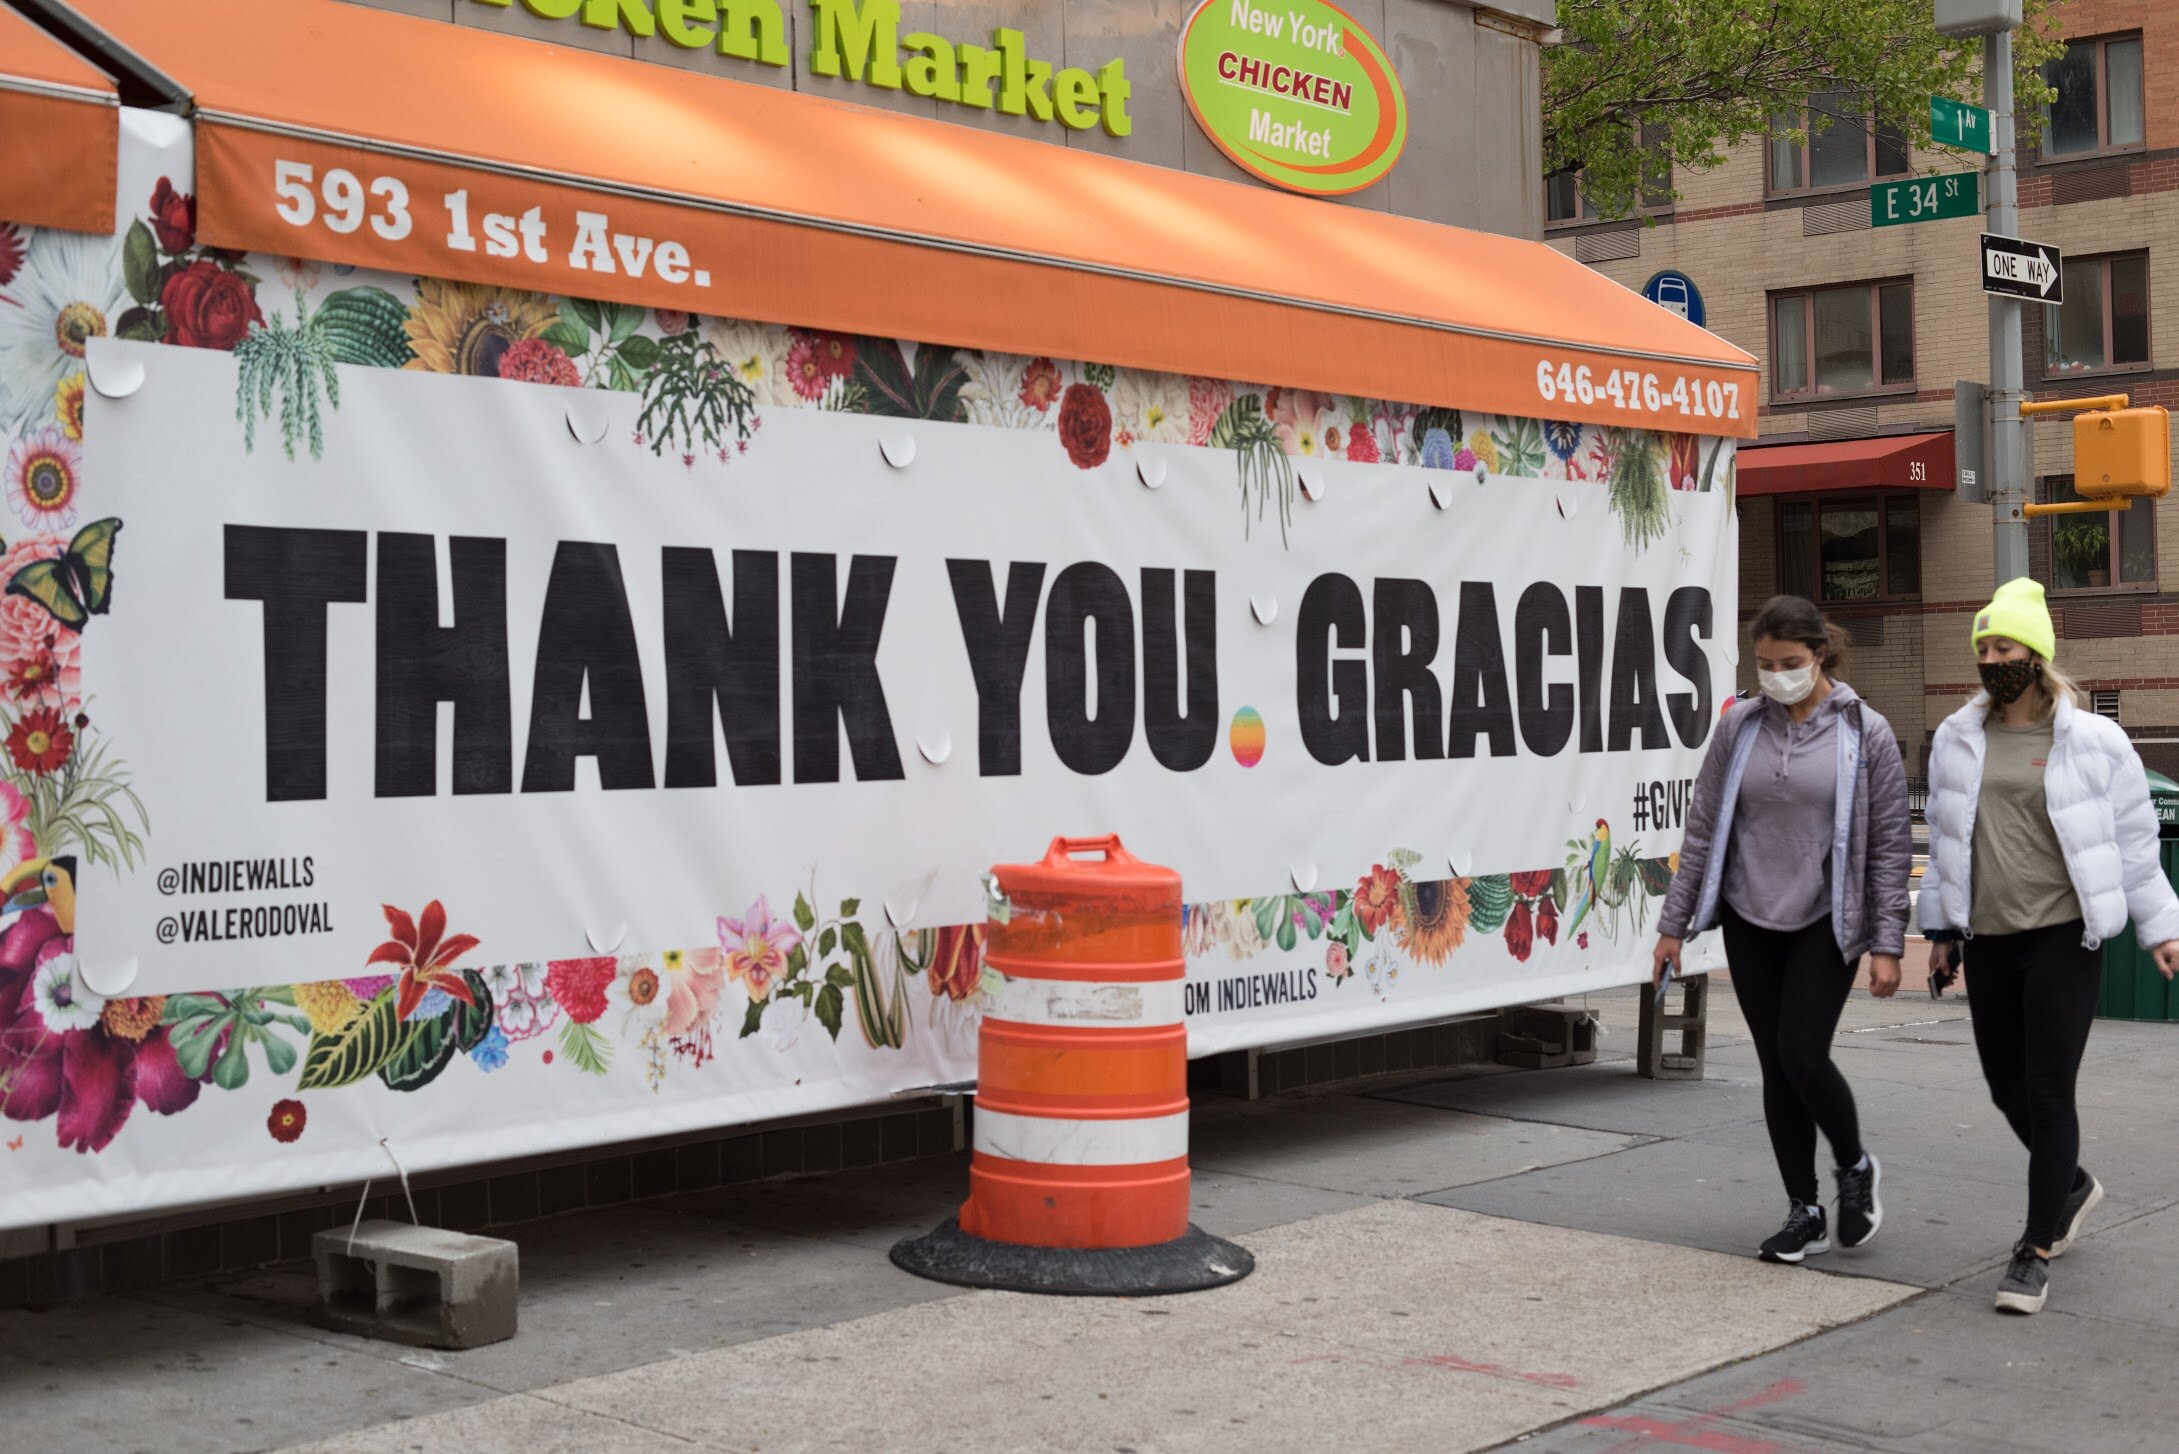 Market
New York
CHICKEN
Market
593 1st Ave.
646-476-4107
1 AV
E 34 St
ONE WAY
351
THANK YOU. GRACIAS
@INDIEWALLS
@VALERODOVAL
INDIEWALLS